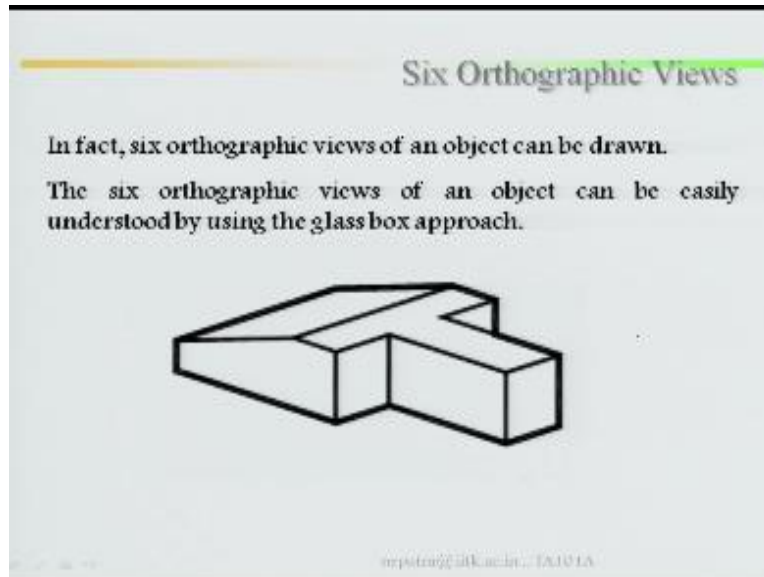 Six Orthographic Views
In fact, six orthographic views of an object can be drawn.
The six orthographic views of an object can be easily
understood by using the glass box approach.